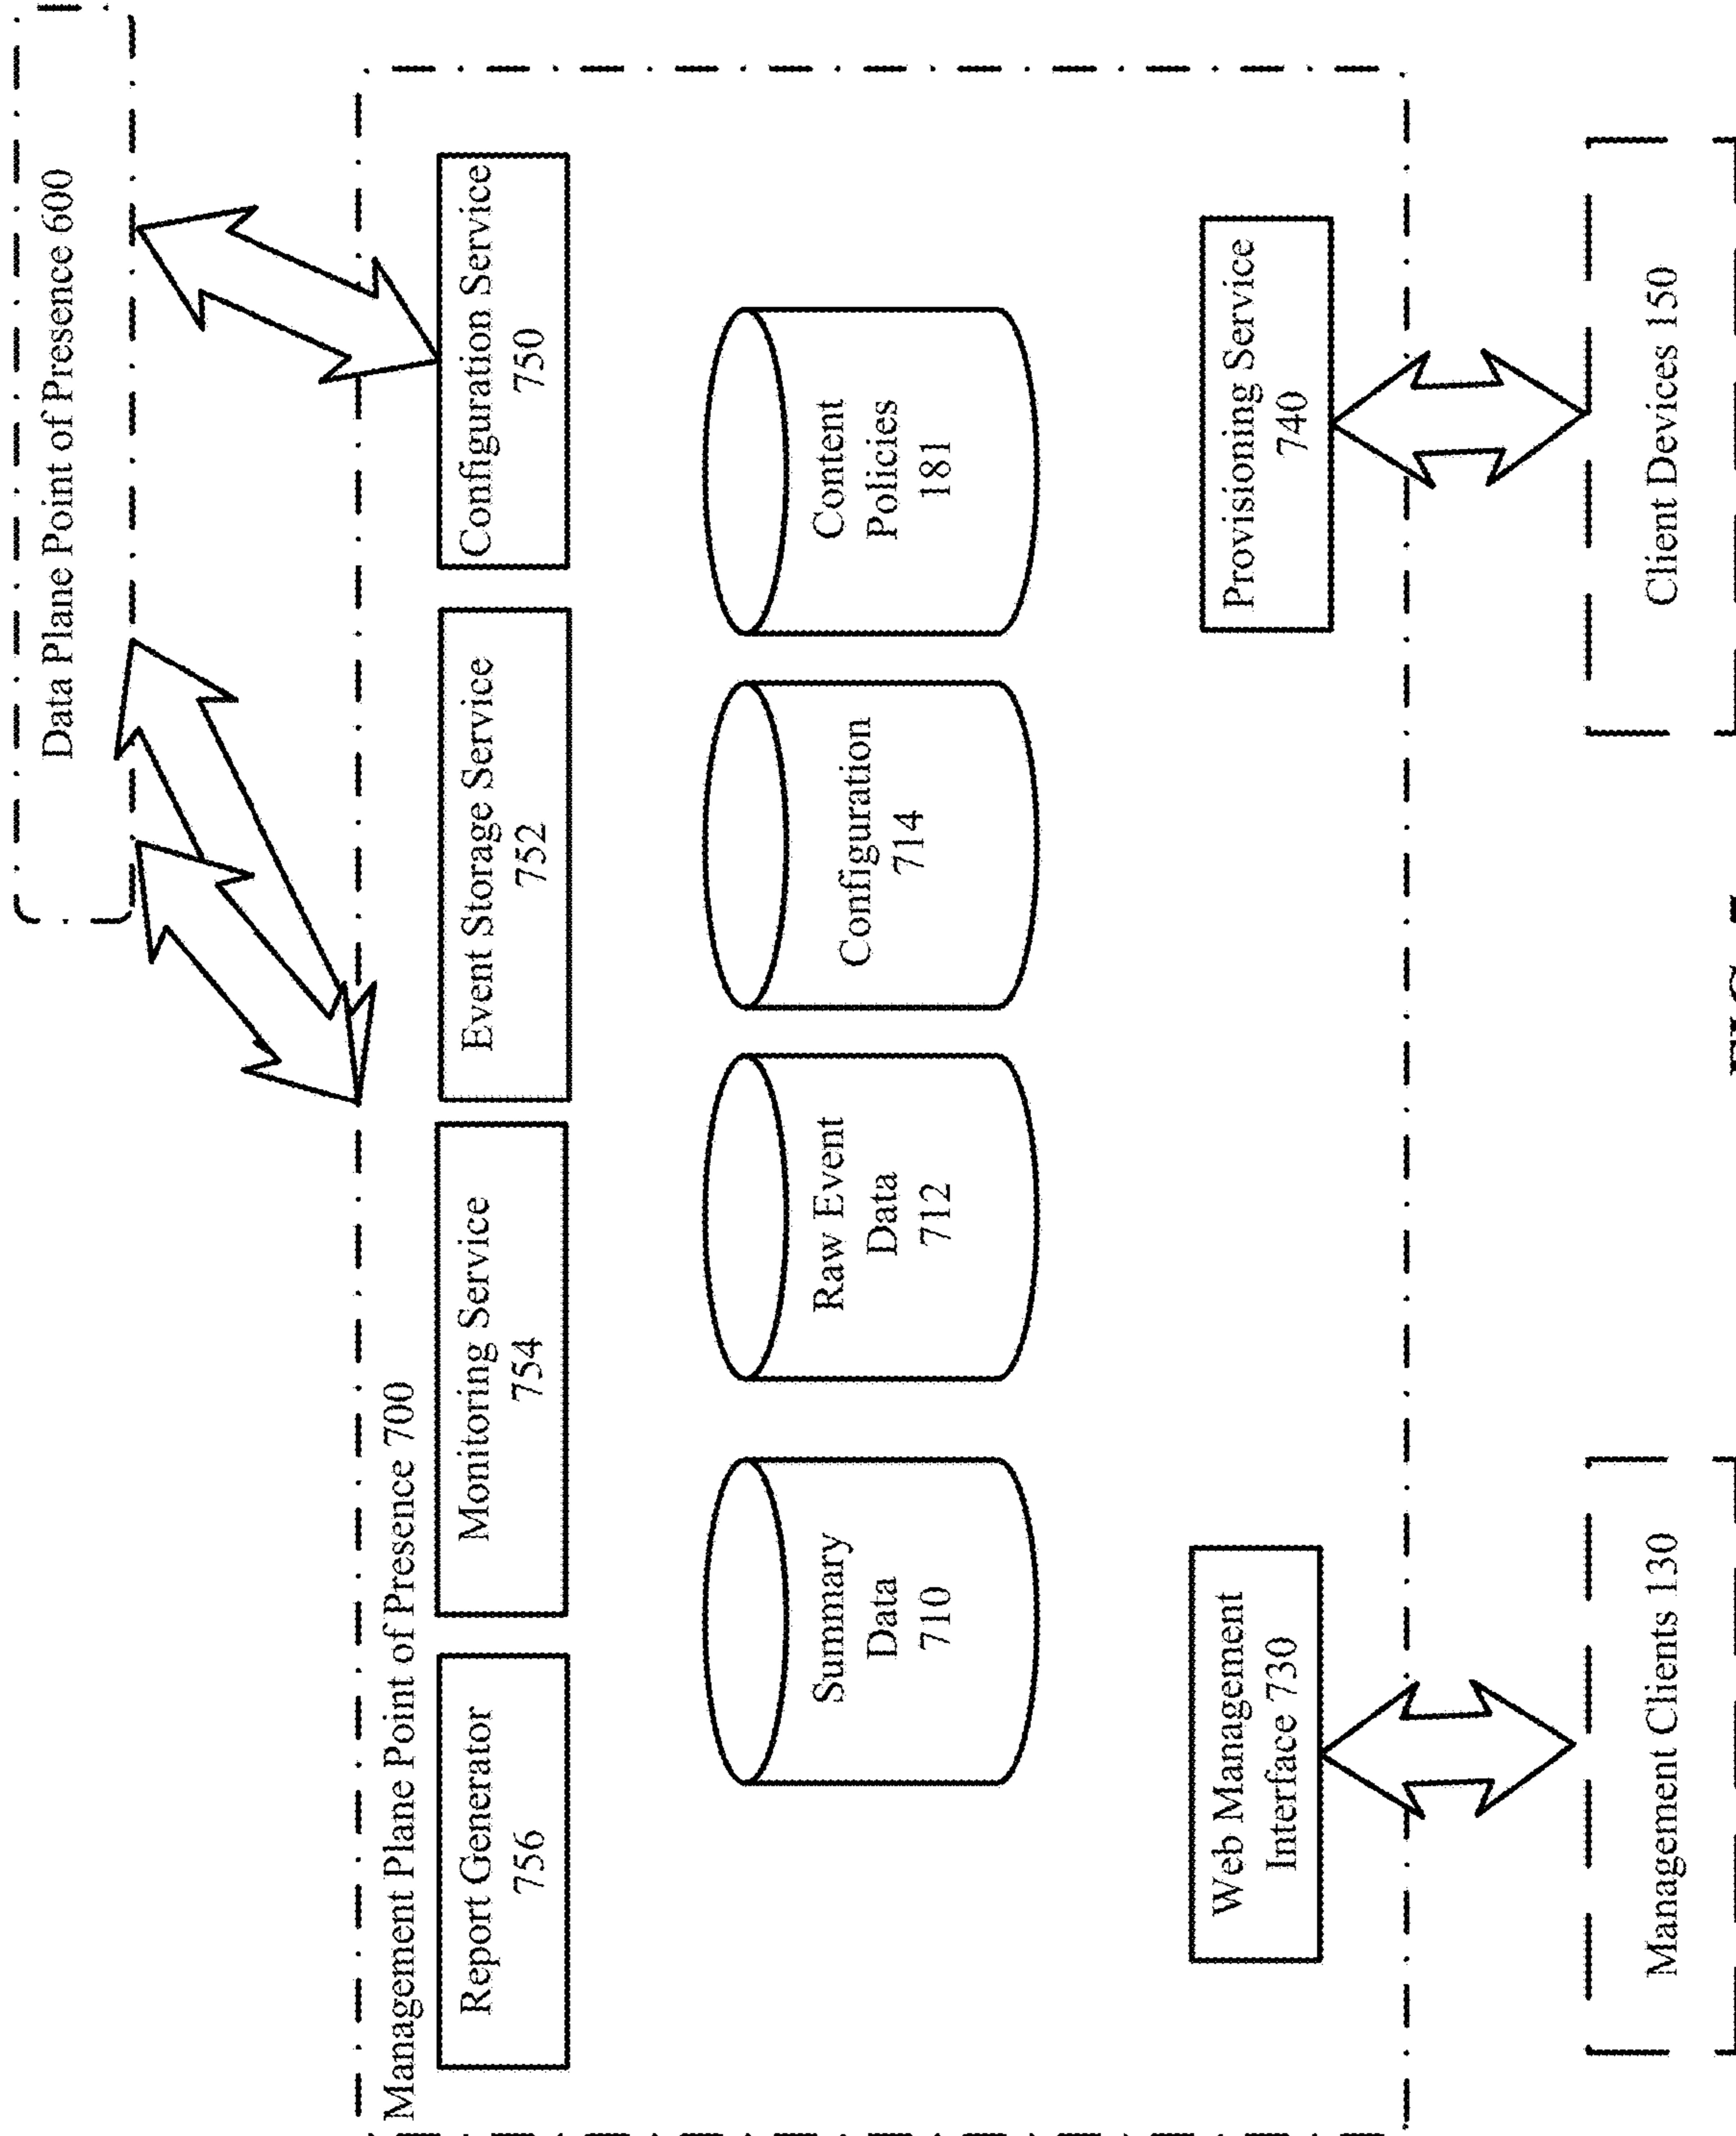 Data Plane Point of Presence 600
Management Plane Point of Presence 700
Report Generator
756
Monitoring Service
754
Event Storage Service
752
Configuration Service
750
Summary
Data
710
Raw Event
Data
712
Configuration
714
Content
Policies
181
Web Management
Interface 730
Provisioning Service
740
Management Clients 130
Client Devices 150